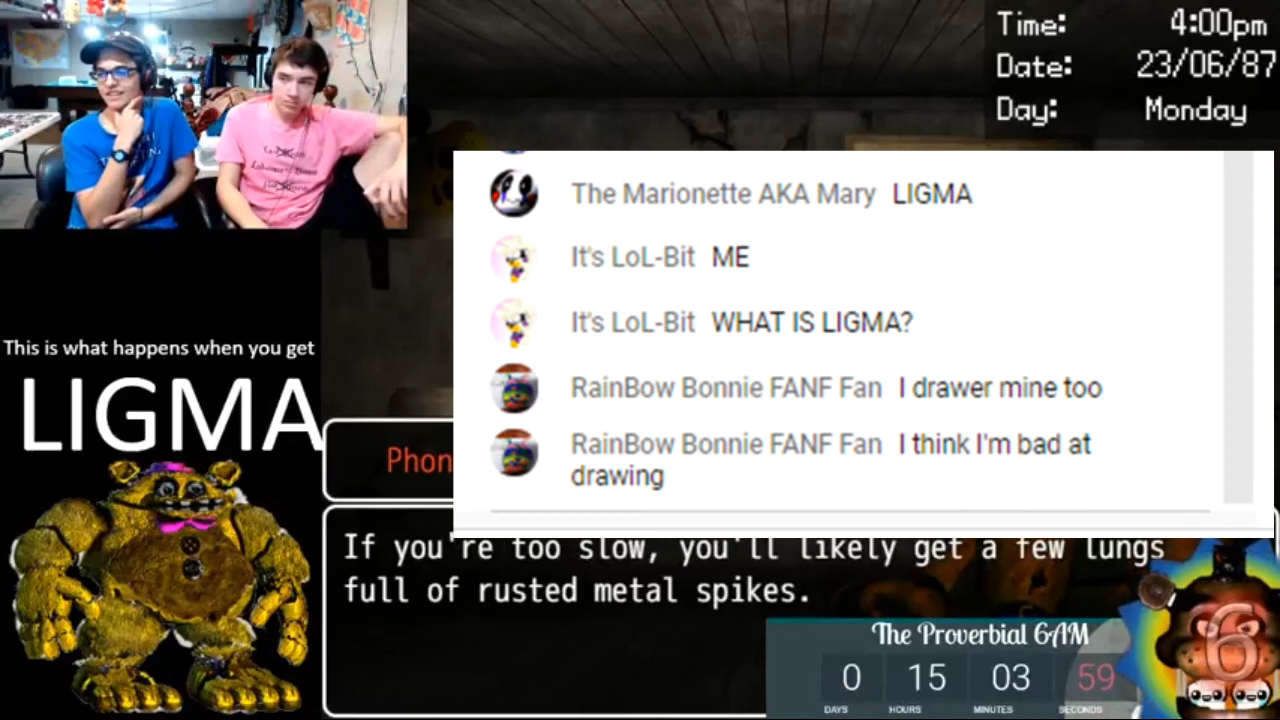 Time: 4:00pm
Date: 23/06/87
Day: Monday
The Marionette AKA Mary LIGMA
It's LoL-Bit ME
It's LoL-Bit WHAT IS LIGMA?
RainBow Bonnie FANF Fan I drawer mine too
RainBow Bonnie FANF Fan I think I'm bad at
drawing
This is what happens when you get
LIGMA
Phon
If you're too slow, you'll likely get a few lungs
full of rusted metal spikes.
The Proverbial 6AM
0 15 03 59
DAYS HOURS MINUTES SECONDS
6